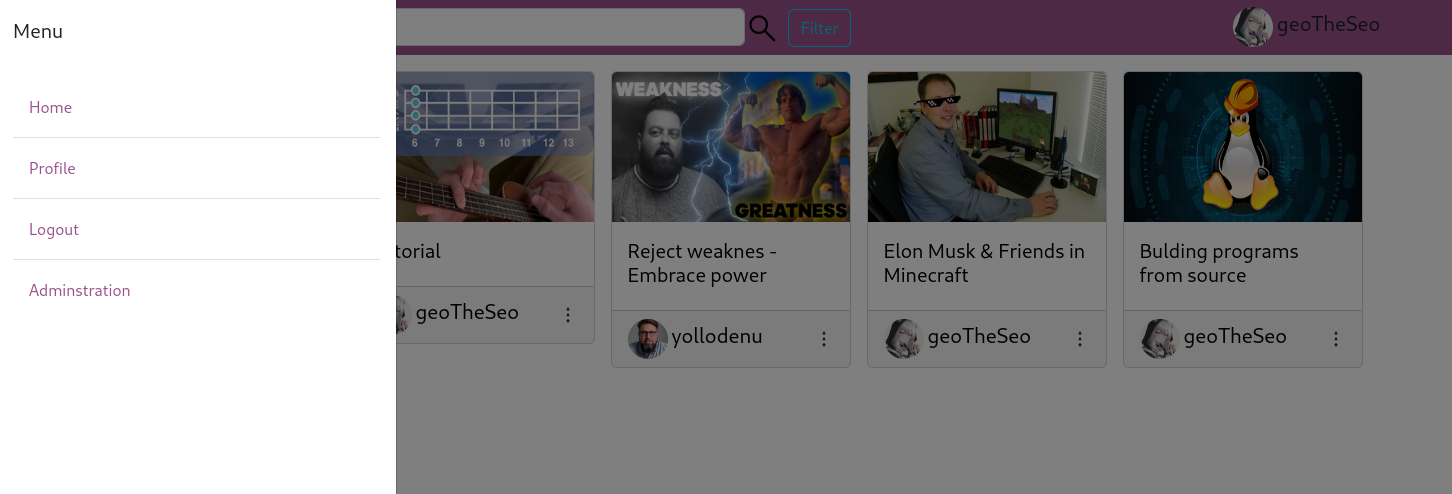 Menu
Home
Profile
Logout
Adminstration
Filter
geoTheSeo
6 7 8 9 10 11 12 13
torial
geoTheSeo
WEAKNESS
GREATNESS
Reject weaknes -
Embrace power
yollodenu
Elon Musk & Friends in
Minecraft
geoTheSeo
Bulding programs
from source
geoTheSeo